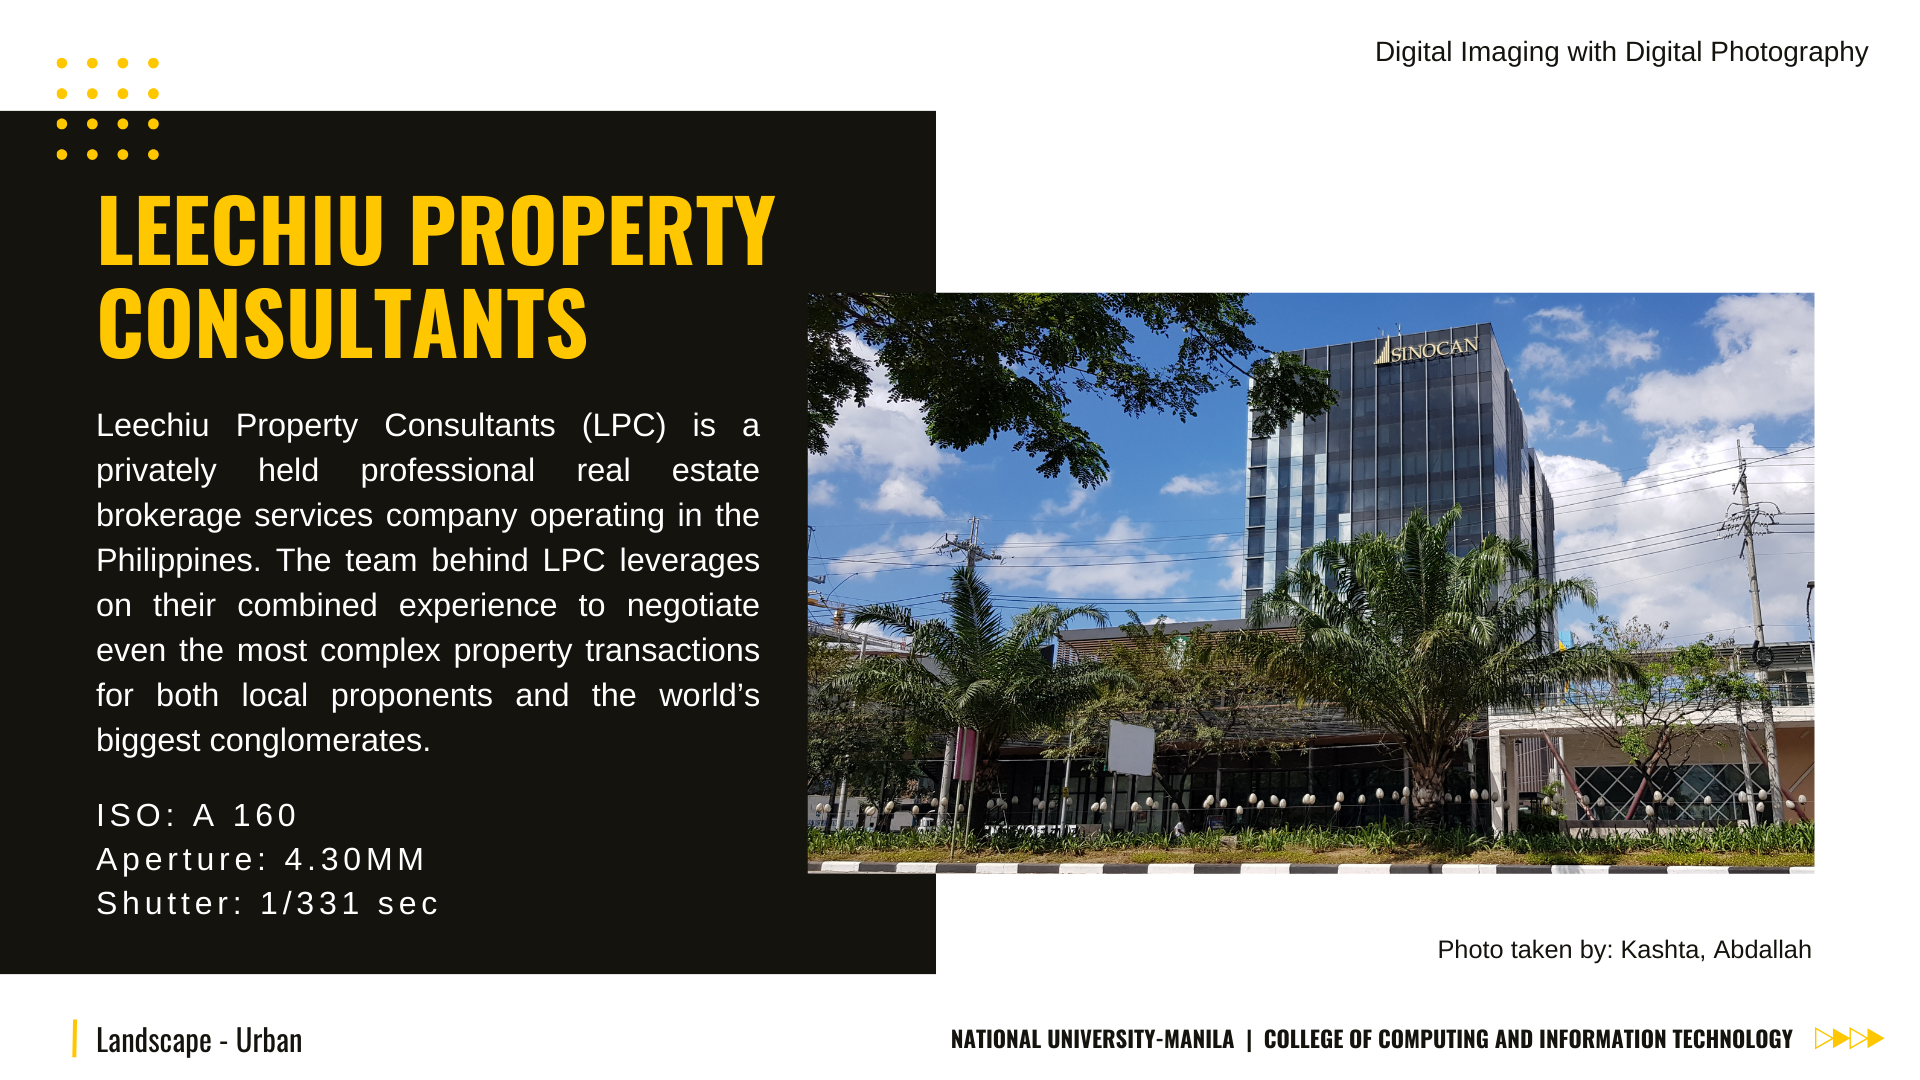 Digital Imaging with Digital Photography
LEECHIU PROPERTY
CONSULTANTS
Leechiu Property Consultants (LPC) is a
privately held professional real estate
brokerage services company operating in the
Philippines. The team behind LPC leverages
on their combined experience to negotiate
even the most complex property transactions
for both local proponents and the world’s
biggest conglomerates.
ISO: A 160
Aperture: 4.30MM
Shutter: 1/331 sec
SINOCAN
Photo taken by: Kashta, Abdallah
Landscape - Urban
NATIONAL UNIVERSITY-MANILA | COLLEGE OF COMPUTING AND INFORMATION TECHNOLOGY